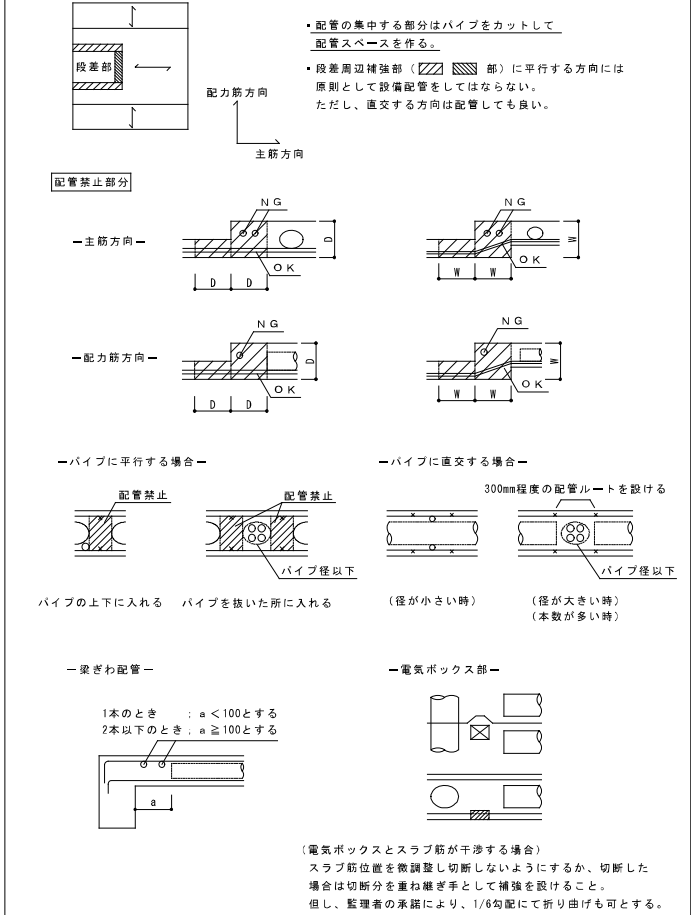 ・配管の集中する部分はパイプをカットして
配管スペースを作る。
段差部
・段差周辺補強部（ 部）に平行する方向には
原則として設備配管をしてはならない。
ただし、直交する方向は配管しても良い。
配力筋方向
主筋方向
配管禁止部分
NG
NG
－主筋方向－
D
W
OK
OK
D D
W W
NG
NG
－配力筋方向－
D
W
OK
OK
D D
W W
－パイプに平行する場合－
－パイプに直交する場合－
配管禁止
配管禁止
300mm程度の配管ルートを設ける
パイプ径以下
パイプ径以下
パイプの上下に入れる
パイプを抜いた所に入れる
（径が小さい時）
（径が大きい時）
（本数が多い時）
－梁ぎわ配管－
－電気ボックス部－
1本のとき ；a＜100とする
2本以下のとき；a≧100とする
a
（電気ボックスとスラブ筋が干渉する場合）
スラブ筋位置を微調整し切断しないようにするか、切断した
場合は切断分を重ね継ぎ手として補強を設けること。
但し、監理者の承諾により、1/6勾配にて折り曲げも可とする。